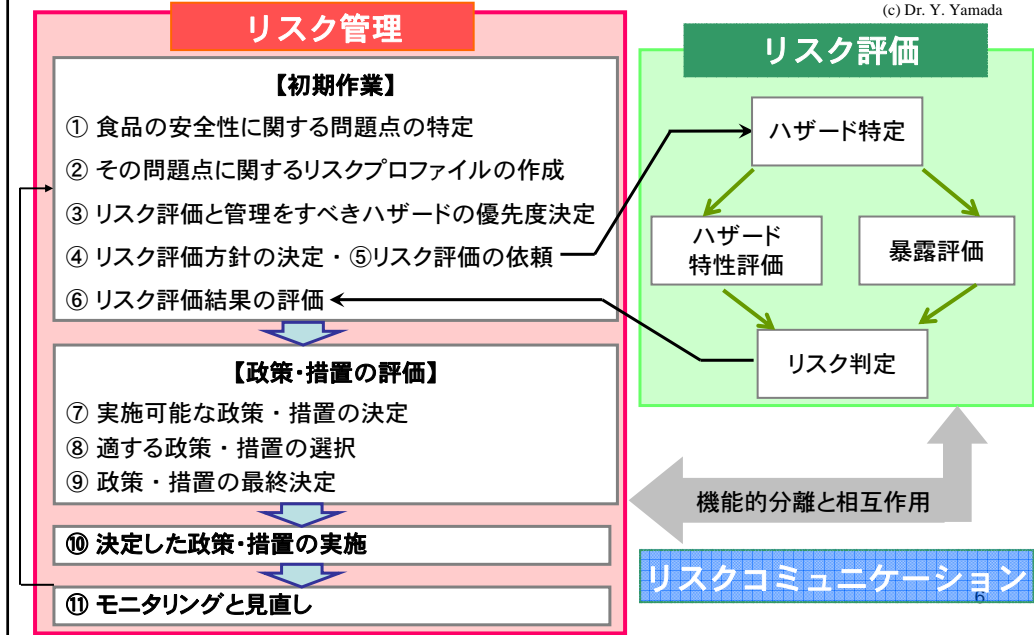 (c) Dr. Y. Yamada
リスク管理
【初期作業】
① 食品の安全性に関する問題点の特定
② その問題点に関するリスクプロファイルの作成
③ リスク評価と管理をすべきハザードの優先度決定
④ リスク評価方針の決定・⑤リスク評価の依頼
⑥ リスク評価結果の評価
【政策・措置の評価】
⑦ 実施可能な政策・措置の決定
⑧ 適する政策・措置の選択
⑨ 政策・措置の最終決定
⑩ 決定した政策・措置の実施
⑪ モニタリングと見直し
リスク評価
ハザード特定
ハザード
特性評価
暴露評価
リスク判定
機能的分離と相互作用
リスクコミュニケーション
6